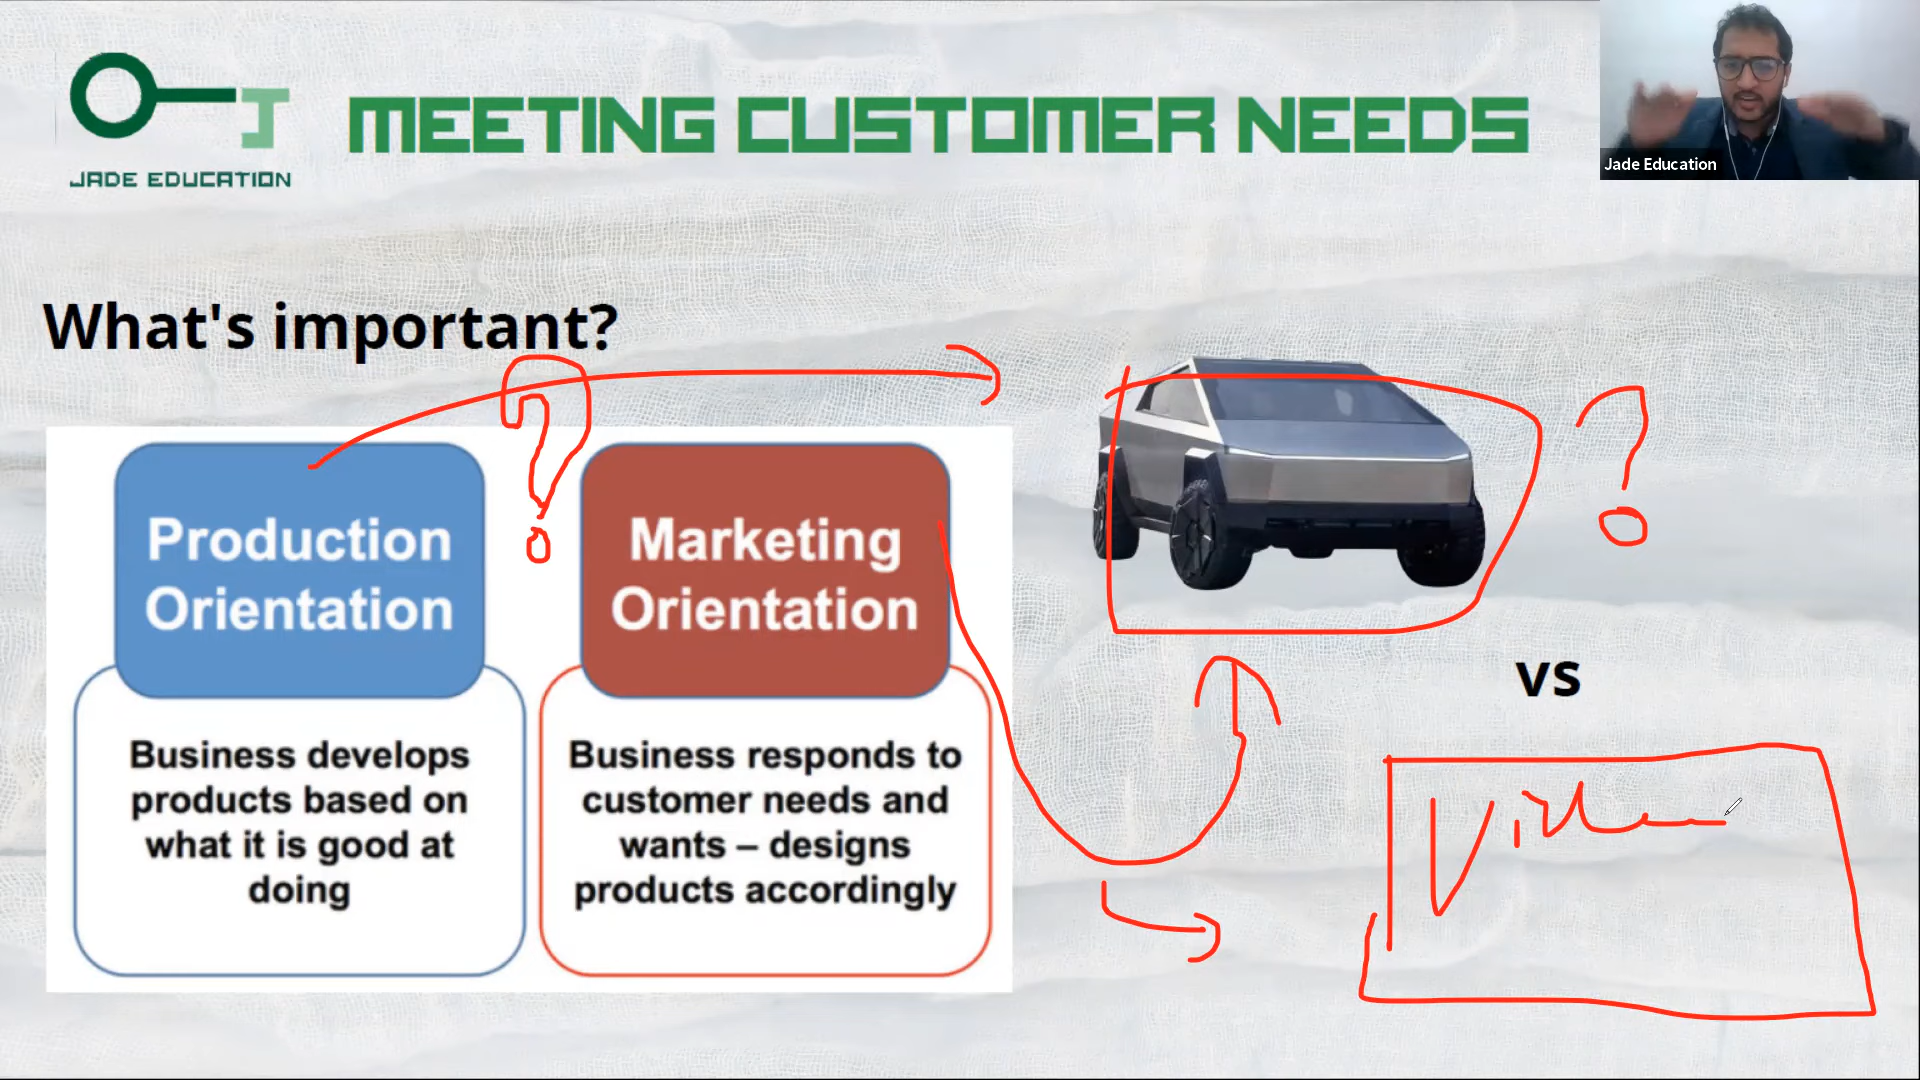 JADE EDUCATION
MEETING CUSTOMER NEEDS
Jade Education
What's important?
Production
Orientation
Business develops
products based on
what it is good at
doing
Marketing
Orientation
Business responds to
customer needs and
wants – designs
products accordingly
?
?
vs